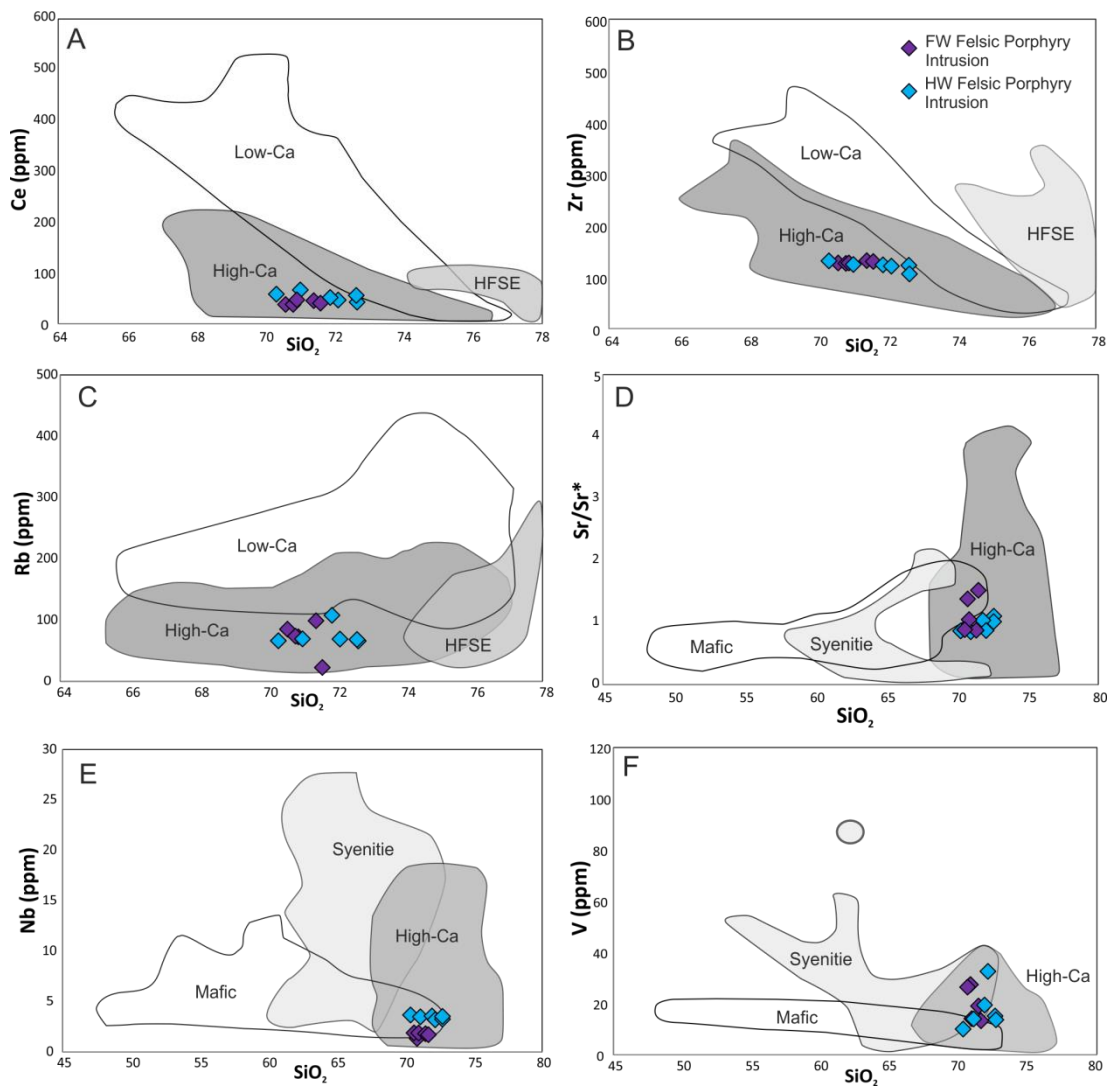 A
600
500
400
300
200
100
0
Ce (ppm)
Low-Ca
High-Ca
HFSE
64
66
68
70
72
74
76
78
SiO₂
B
FW Felsic Porphyry
Intrusion
HW Felsic Porphyry
Intrusion
600
500
400
300
200
100
0
Zr (ppm)
Low-Ca
High-Ca
HFSE
64
66
68
70
72
74
76
78
SiO₂
C
500
400
300
200
100
0
Rb (ppm)
Low-Ca
High-Ca
HFSE
64
66
68
70
72
74
76
78
SiO₂
D
5
4
3
2
1
0
Sr/Sr*
High-Ca
Mafic
Syenitie
45
50
55
60
65
70
75
80
SiO₂
E
30
25
20
15
10
5
0
Nb (ppm)
Syenitie
High-Ca
Mafic
45
50
55
60
65
70
75
80
SiO₂
F
120
100
80
60
40
20
0
V (ppm)
Syenitie
High-Ca
Mafic
45
50
55
60
65
70
75
80
SiO₂